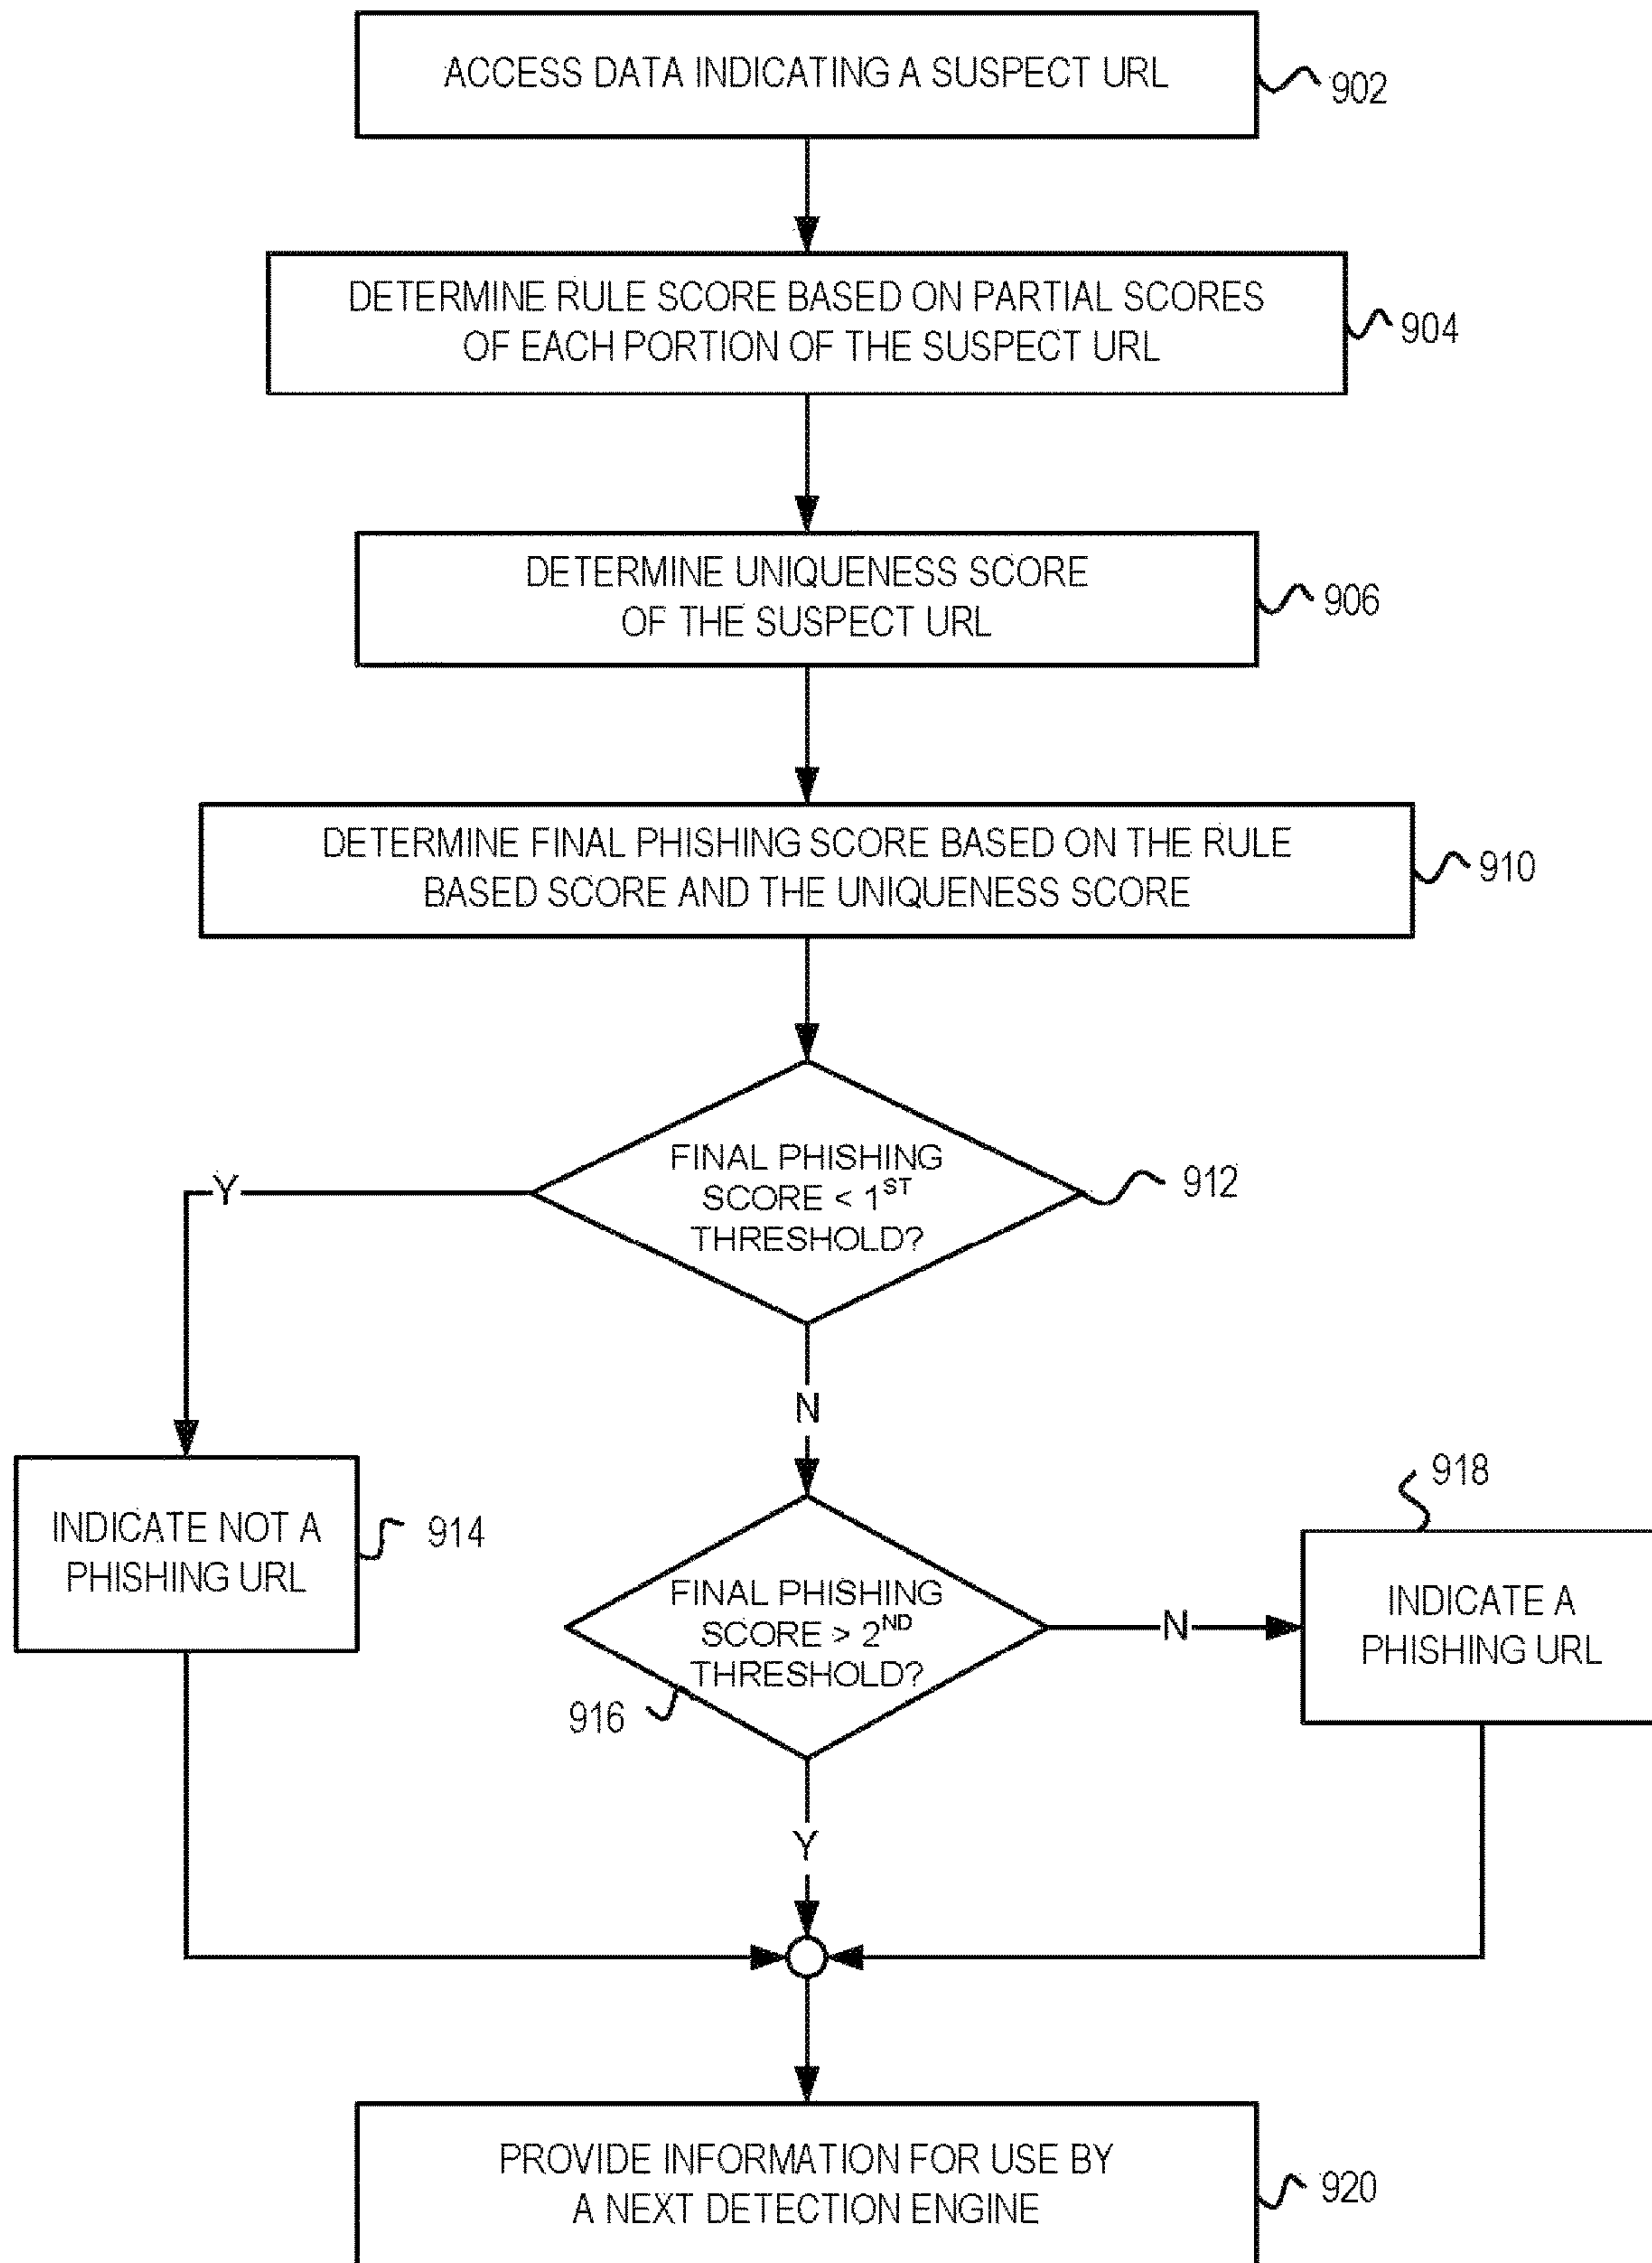 ACCESS DATA INDICATING A SUSPECT URL
902
DETERMINE RULE SCORE BASED ON PARTIAL SCORES
OF EACH PORTION OF THE SUSPECT URL
904
DETERMINE UNIQUENESS SCORE
OF THE SUSPECT URL
906
DETERMINE FINAL PHISHING SCORE BASED ON THE RULE
BASED SCORE AND THE UNIQUENESS SCORE
910
FINAL PHISHING
SCORE < 1ST
THRESHOLD?
912
Y
N
INDICATE NOT A
PHISHING URL
914
FINAL PHISHING
SCORE > 2ND
THRESHOLD?
916
N
918
INDICATE A
PHISHING URL
Y
PROVIDE INFORMATION FOR USE BY
A NEXT DETECTION ENGINE
920